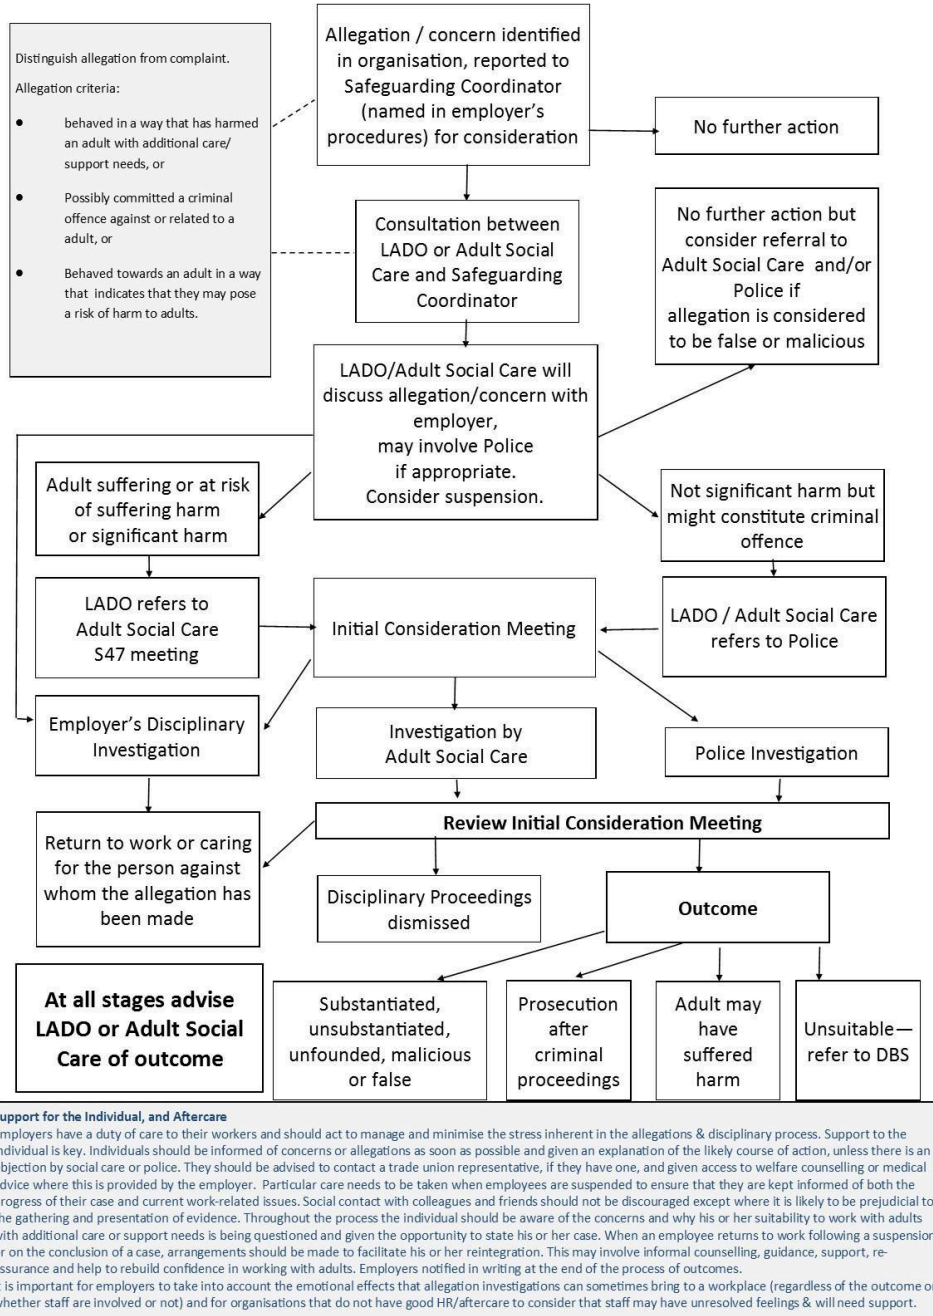 Distinguish allegation from complaint.
Allegation criteria:
● behaved in a way that has harmed
an adult with additional care/
support needs, or
● Possibly committed a criminal
offence against or related to a
adult, or
● Behaved towards an adult in a way
that indicates that they may pose
a risk of harm to adults.
Allegation / concern identified
in organisation, reported to
Safeguarding Coordinator
(named in employer's
procedures) for consideration
No further action
Consultation between
LADO or Adult Social
Care and Safeguarding
Coordinator
No further action but
consider referral to
Adult Social Care and/or
Police if
allegation is considered
to be false or malicious
LADO/Adult Social Care will
discuss allegation/concern with
employer,
may involve Police
if appropriate.
Consider suspension.
Adult suffering or at risk
of suffering harm
or significant harm
Not significant harm but
might constitute criminal
offence
LADO refers to
Adult Social Care
S47 meeting
Initial Consideration Meeting
LADO / Adult Social Care
refers to Police
Employer's Disciplinary
Investigation
Investigation by
Adult Social Care
Police Investigation
Review Initial Consideration Meeting
Return to work or caring
for the person against
whom the allegation has
been made
Disciplinary Proceedings
dismissed
Outcome
At all stages advise
LADO or Adult Social
Care of outcome
Substantiated,
unsubstantiated,
unfounded, malicious
or false
Prosecution
after
criminal
proceedings
Adult may
have
suffered
harm
Unsuitable—
refer to DBS
upport for the Individual, and Aftercare
mployers have a duty of care to their workers and should act to manage and minimise the stress inherent in the allegations & disciplinary process. Support to the
ndividual is key. Individuals should be informed of concerns or allegations as soon as possible and given an explanation of the likely course of action, unless there is an
bjection by social care or police. They should be advised to contact a trade union representative, if they have one, and given access to welfare counselling or medical
dvice where this is provided by the employer. Particular care needs to be taken when employees are suspended to ensure that they are kept informed of both the
rogress of their case and current work-related issues. Social contact with colleagues and friends should not be discouraged except where it is likely to be prejudicial to
he gathering and presentation of evidence. Throughout the process the individual should be aware of the concerns and why his or her suitability to work with adults
with additional care or support needs is being questioned and given the opportunity to state his or her case. When an employee returns to work following a suspension
r on the conclusion of a case, arrangements should be made to facilitate his or her reintegration. This may involve informal counselling, guidance, support, re-
ssurance and help to rebuild confidence in working with adults. Employers notified in writing at the end of the process of outcomes.
t is important for employers to take into account the emotional effects that allegation investigations can sometimes bring to a workplace (regardless of the outcome or
whether staff are involved or not) and for organisations that do not have good HR/aftercare to consider that staff may have unresolved feelings & will need support.